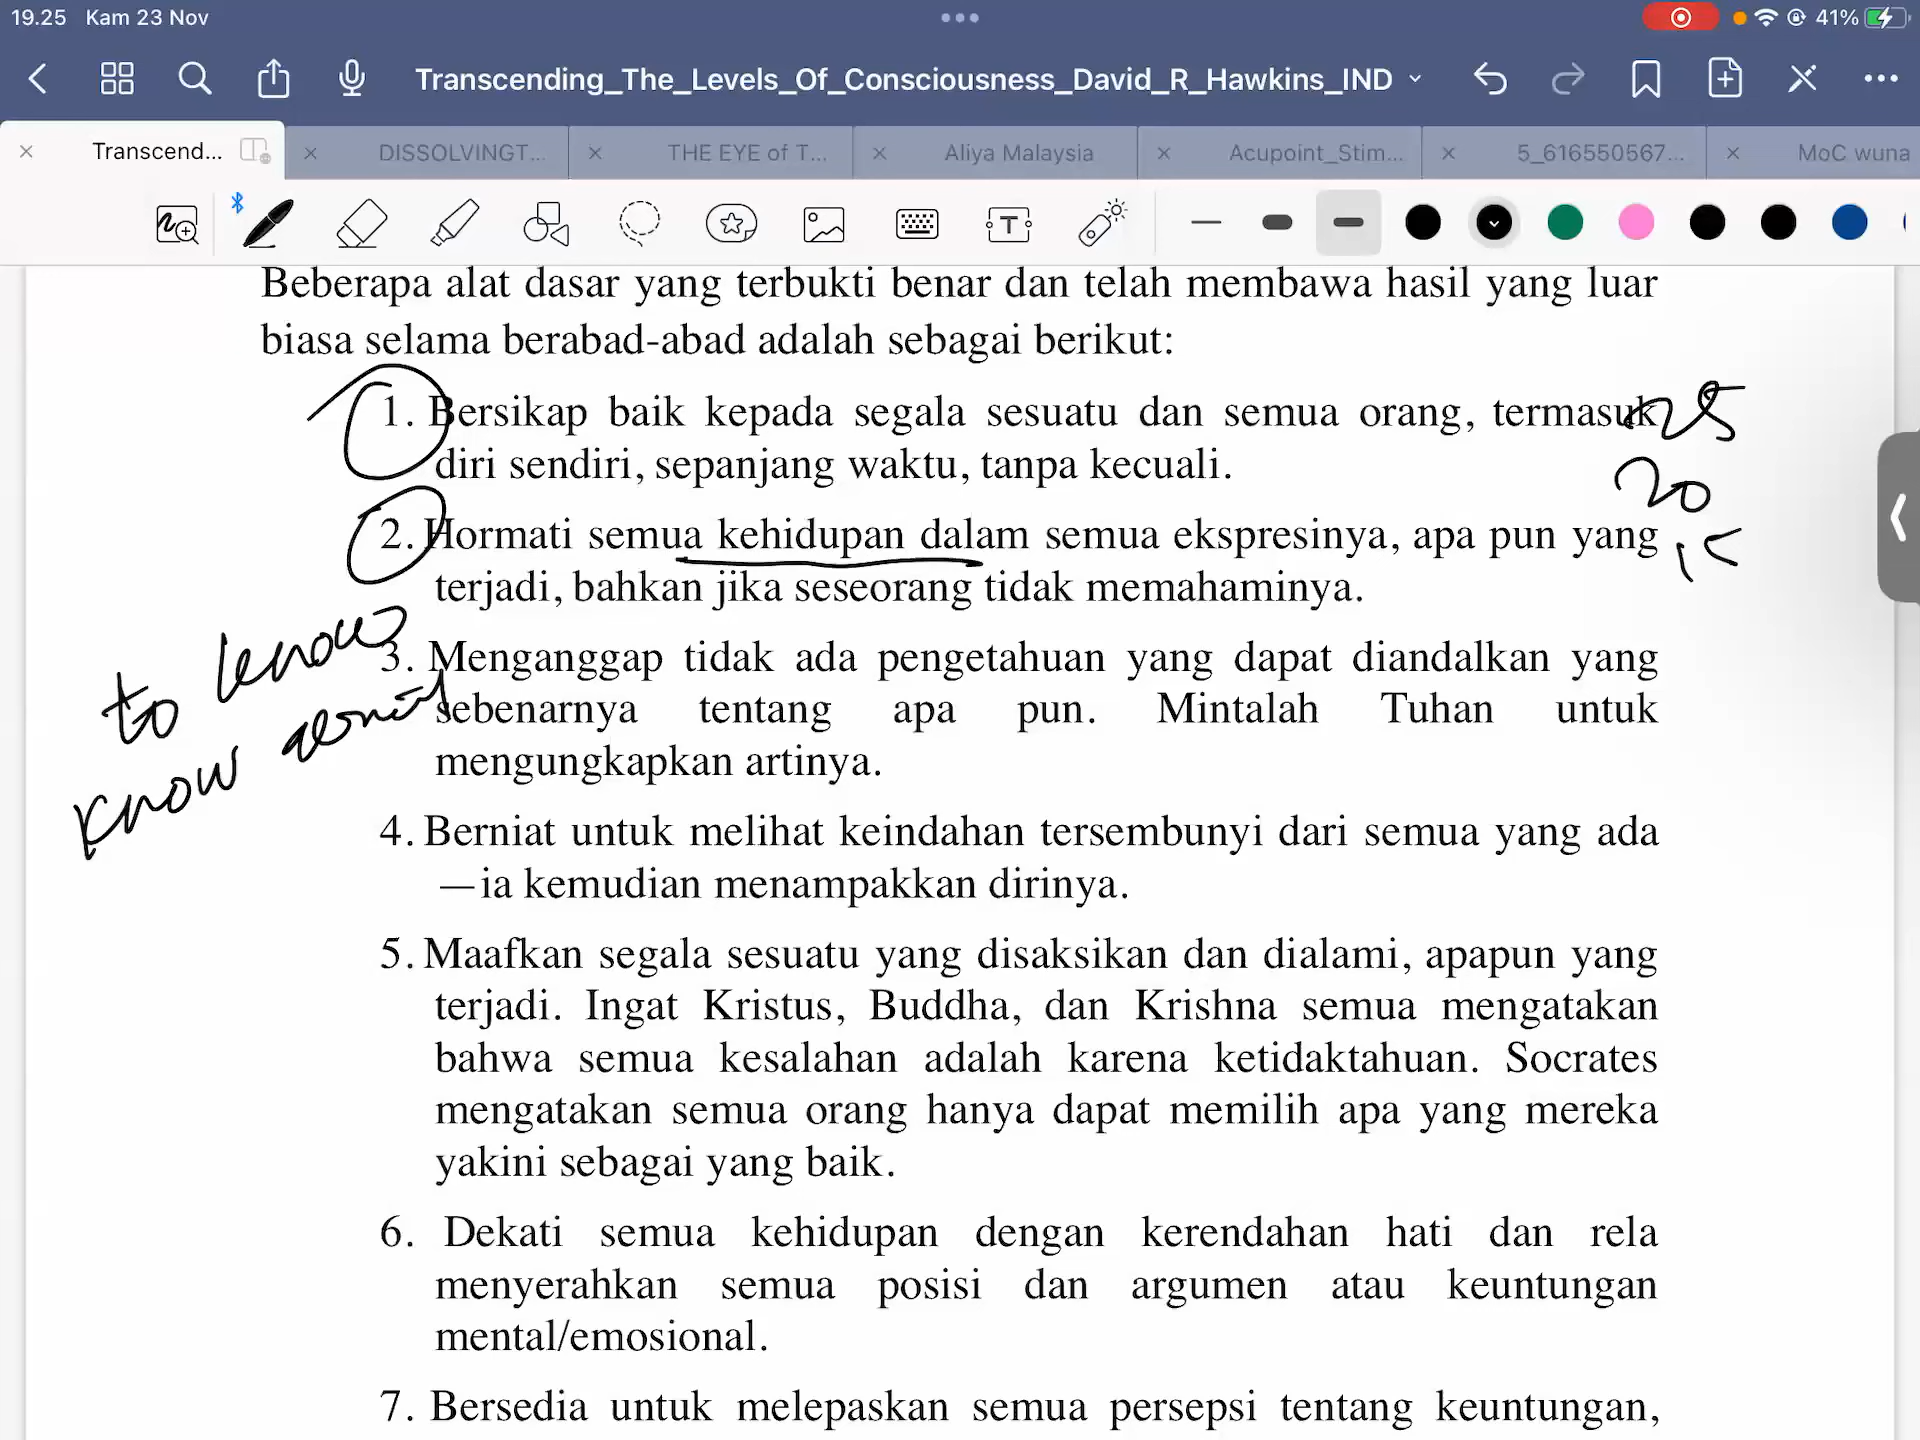 19.25 Kam 23 Nov
41%
Transcending_The_Levels_Of_Consciousness_David_R_Hawkins_IND
Transcend...
DISSOLVINGT...
THE EYE of T...
Aliya Malaysia
Acupoint_Stim...
5_616550567...
MoC wuna
Beberapa alat dasar yang terbukti benar dan telah membawa hasil yang luar
biasa selama berabad-abad adalah sebagai berikut:
1. Bersikap baik kepada segala sesuatu dan semua orang, termasuk
25
diri sendiri, sepanjang waktu, tanpa kecuali.
20
2. Hormati semua kehidupan dalam semua ekspresinya, apa pun yang
terjadi, bahkan jika seseorang tidak memahaminya.
to know
3. Menganggap tidak ada pengetahuan yang dapat diandalkan yang
sebenarnya tentang apa pun. Mintalah Tuhan untuk
know
mengungkapkan artinya.
4. Berniat untuk melihat keindahan tersembunyi dari semua yang ada
—ia kemudian menampakkan dirinya.
5. Maafkan segala sesuatu yang disaksikan dan dialami, apapun yang
terjadi. Ingat Kristus, Buddha, dan Krishna semua mengatakan
bahwa semua kesalahan adalah karena ketidaktahuan. Socrates
mengatakan semua orang hanya dapat memilih apa yang mereka
yakini sebagai yang baik.
6. Dekati semua kehidupan dengan kerendahan hati dan rela
menyerahkan semua posisi dan argumen atau keuntungan
mental/emosional.
7. Bersedia untuk melepaskan semua persepsi tentang keuntungan,